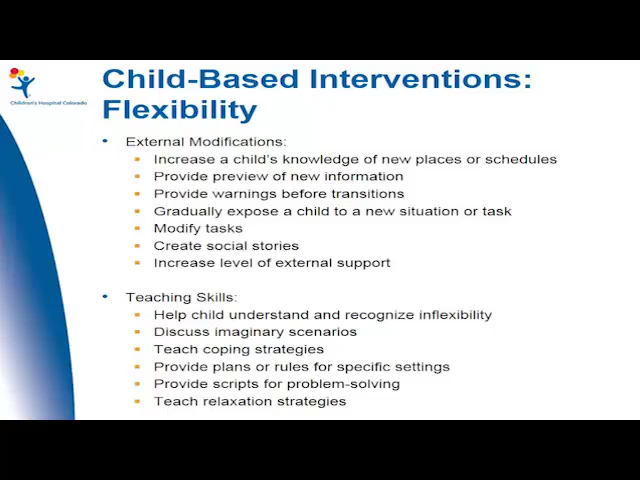 Child-Based Interventions:
Flexibility
Children's Hospital Colorado
• External Modifications:
Increase a child's knowledge of new places or schedules
Provide preview of new information
Provide warnings before transitions
Gradually expose a child to a new situation or task
Modify tasks
Create social stories
Increase level of external support
• Teaching Skills:
Help child understand and recognize inflexibility
Discuss imaginary scenarios
Teach coping strategies
Provide plans or rules for specific settings
Provide scripts for problem-solving
Teach relaxation strategies